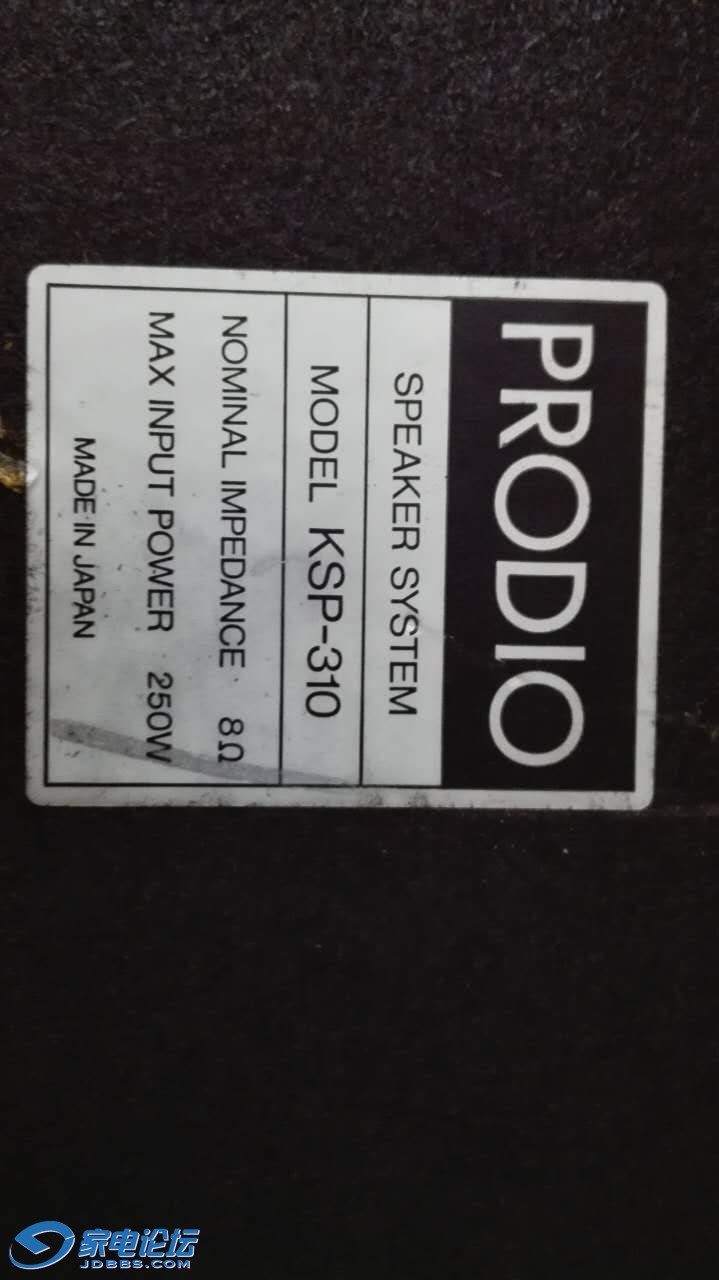 PRODIO
SPEAKER SYSTEM
MODEL KSP-310
NOMINAL IMPEDANCE 8Ω
MAX INPUT POWER 250W
MADE IN JAPAN
家电论坛
JDBBS.COM